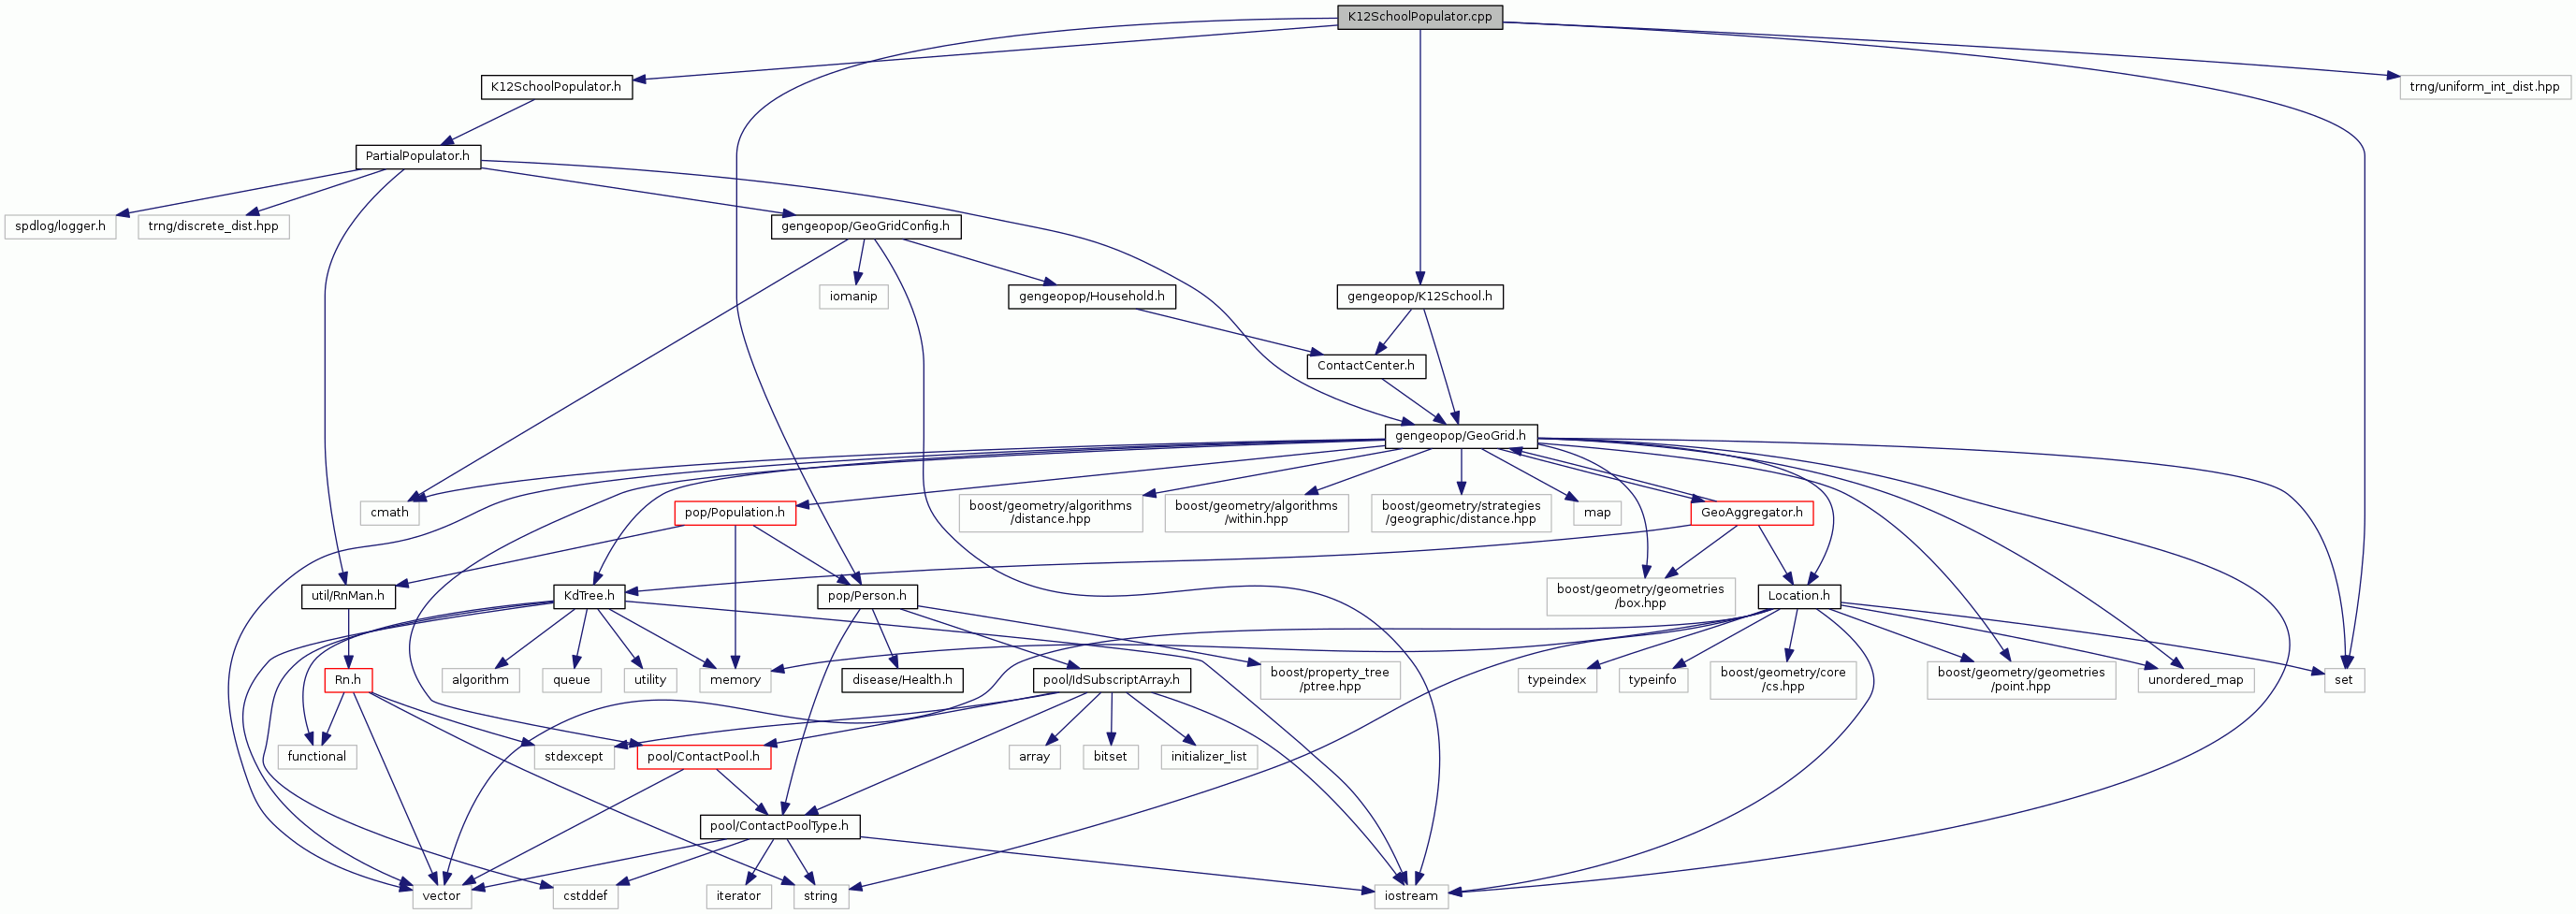 K12SchoolPopulator.cpp
K12SchoolPopulator.h
trng/uniform_int_dist.hpp
PartialPopulator.h
spdlog/logger.h
trng/discrete_dist.hpp
gengeopop/GeoGridConfig.h
iomanip
gengeopop/Household.h
gengeopop/K12School.h
ContactCenter.h
gengeopop/GeoGrid.h
cmath
pop/Population.h
boost/geometry/algorithms
/distance.hpp
boost/geometry/algorithms
/within.hpp
boost/geometry/strategies
/geographic/distance.hpp
map
GeoAggregator.h
util/RnMan.h
KdTree.h
pop/Person.h
boost/geometry/geometries
/box.hpp
Location.h
Rn.h
algorithm
queue
utility
memory
disease/Health.h
pool/IdSubscriptArray.h
boost/property_tree
/ptree.hpp
typeindex
typeinfo
boost/geometry/core
/cs.hpp
boost/geometry/geometries
/point.hpp
unordered_map
set
functional
stdexcept
pool/ContactPool.h
array
bitset
initializer_list
pool/ContactPoolType.h
vector
cstddef
iterator
string
iostream